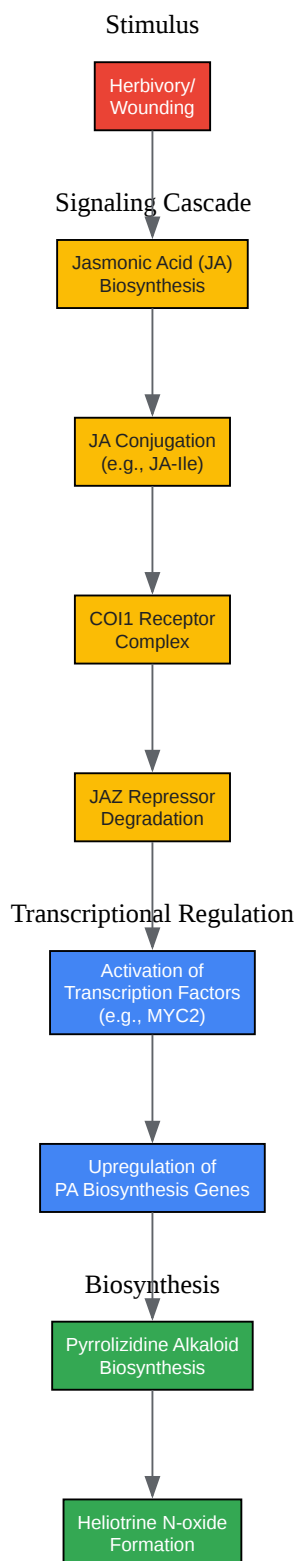 Stimulus
Herbivory/
Wounding
Signaling Cascade
Jasmonic Acid (JA)
Biosynthesis
JA Conjugation
(e.g., JA-Ile)
COI1 Receptor
Complex
JAZ Repressor
Degradation
Transcriptional Regulation
Activation of
Transcription Factors
(e.g., MYC2)
Upregulation of
PA Biosynthesis Genes
Biosynthesis
Pyrrolizidine Alkaloid
Biosynthesis
Heliotrine N-oxide
Formation